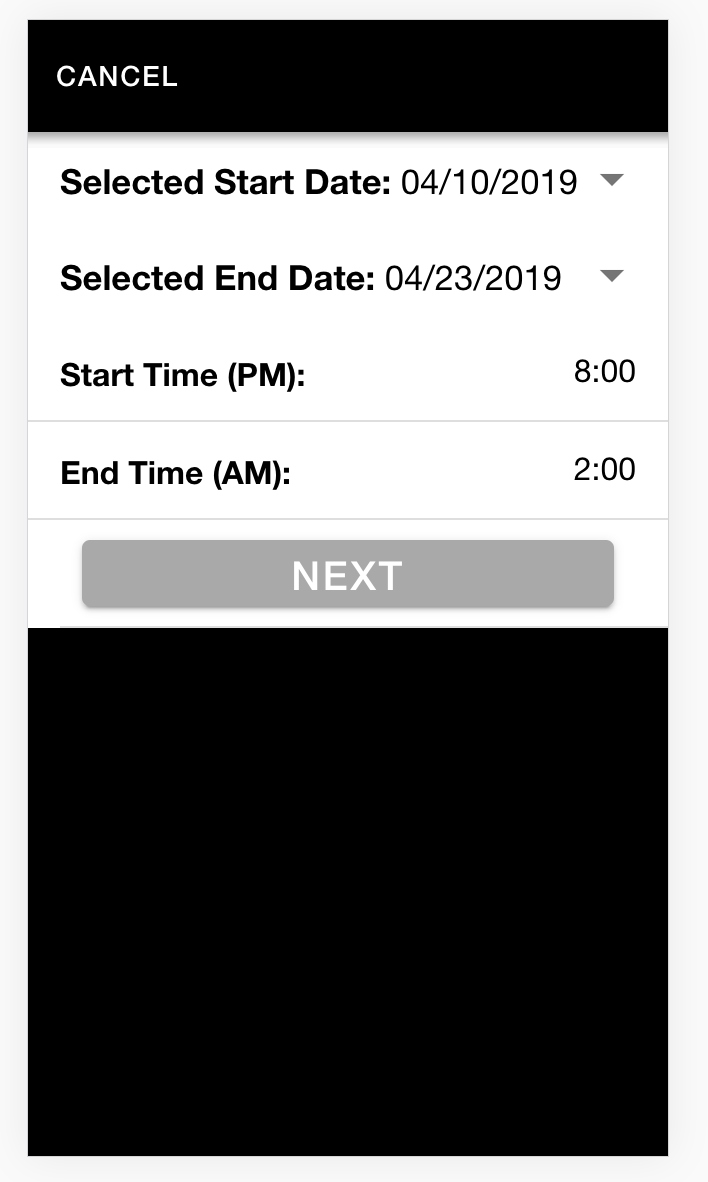 CANCEL
Selected Start Date: 04/10/2019
Selected End Date: 04/23/2019
Start Time (PM): 8:00
End Time (AM): 2:00
NEXT